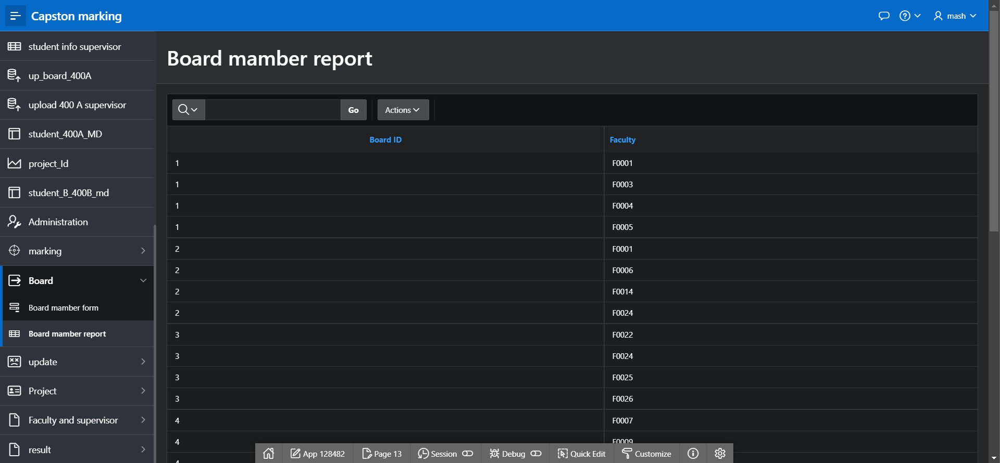 Capston marking
mash
student info supervisor
up_board_400A
upload 400 A supervisor
student_400A_MD
project_Id
student_B_400B_md
Administration
marking
Board
Board mamber form
Board mamber report
update
Project
Faculty and supervisor
result
Board mamber report
Go
Actions
Board ID Faculty
1 F0001
1 F0003
1 F0004
1 F0005
2 F0001
2 F0006
2 F0014
2 F0024
3 F0022
3 F0024
3 F0025
3 F0026
4 F0007
4 F0009
4
App 128482 Page 13 Session Debug Quick Edit Customize